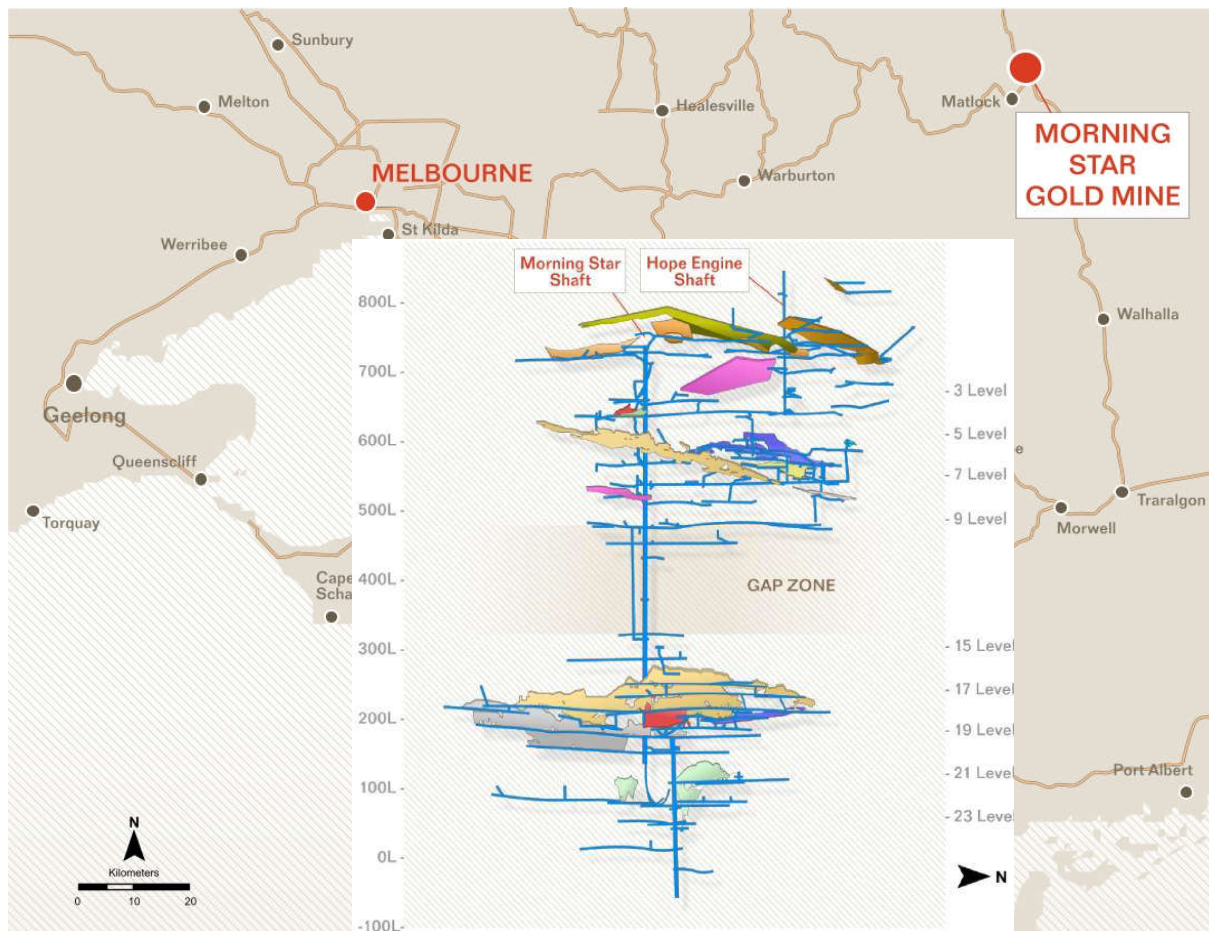 Sunbury
Melton
Healesville
Matlock
MORNING
STAR
GOLD MINE
MELBOURNE
Warburton
St Kilda
Werribee
Walhalla
Geelong
Queenscliff
Torquay
Cape
Scha
e
Morwell
Traralgon
Port Albert
N
Kilometers
0 10 20
Morning Star
Shaft
Hope Engine
Shaft
800L -
700L -
600L -
500L -
400L -
300L -
200L -
100L -
0L -
-100L-
- 3 Level
- 5 Level
- 7 Level
- 9 Level
GAP ZONE
- 15 Level
- 17 Level
- 19 Level
- 21 Level
- 23 Level
N